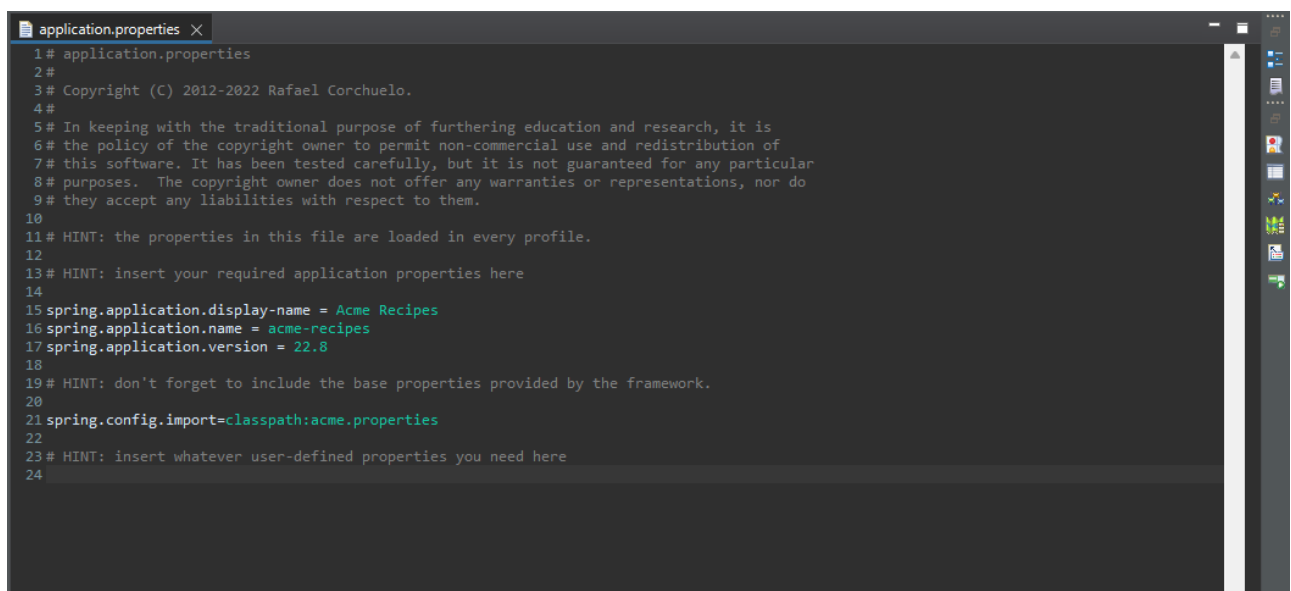 application.properties
1 # application.properties
2 #
3 # Copyright (C) 2012-2022 Rafael Corchuelo.
4 #
5 # In keeping with the traditional purpose of furthering education and research, it is
6 # the policy of the copyright owner to permit non-commercial use and redistribution of
7 # this software. It has been tested carefully, but it is not guaranteed for any particular
8 # purposes.  The copyright owner does not offer any warranties or representations, nor do
9 # they accept any liabilities with respect to them.
10
11 # HINT: the properties in this file are loaded in every profile.
12
13 # HINT: insert your required application properties here
14
15 spring.application.display-name = Acme Recipes
16 spring.application.name = acme-recipes
17 spring.application.version = 22.8
18
19 # HINT: don't forget to include the base properties provided by the framework.
20
21 spring.config.import=classpath:acme.properties
22
23 # HINT: insert whatever user-defined properties you need here
24